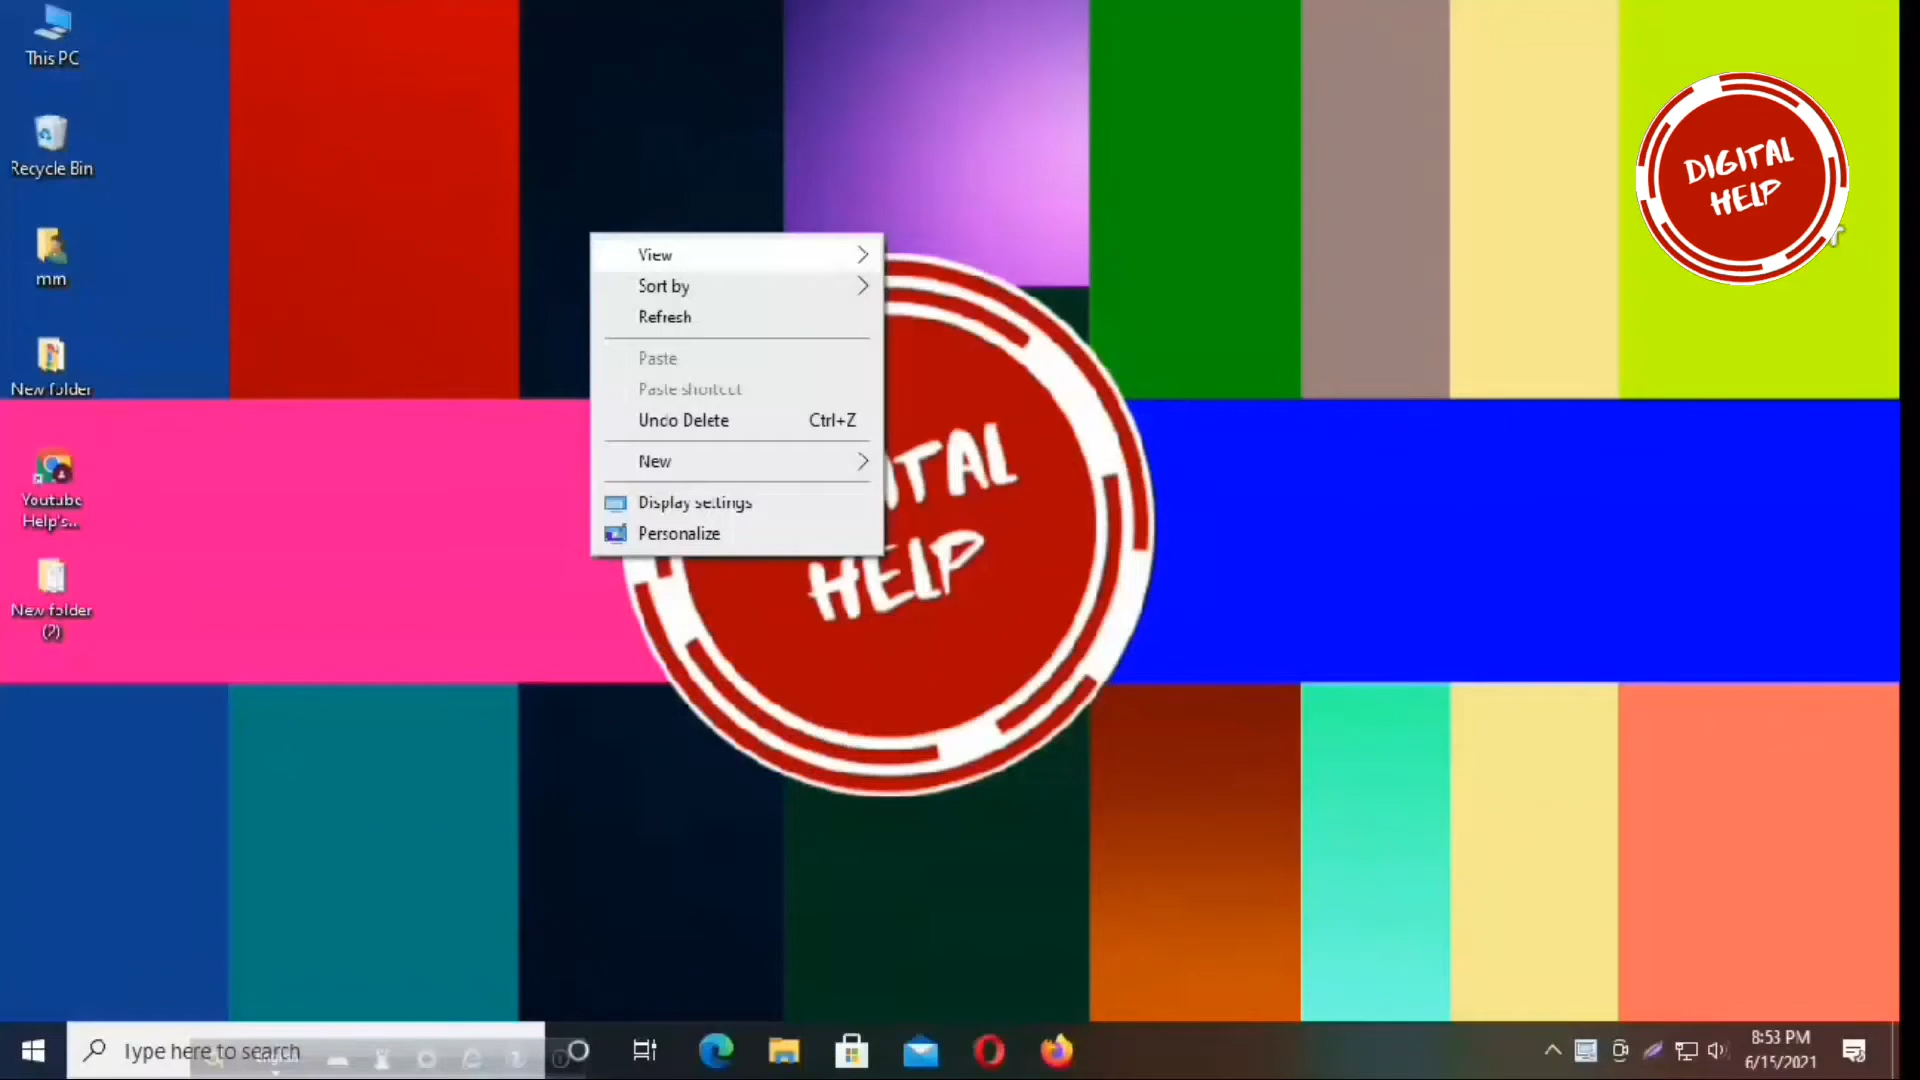 This PC
Recycle Bin
mm
New folder
Youtube
Help's...
New folder
(2)
View
Sort by
Refresh
Paste
Paste shortcut
Undo Delete Ctrl+Z
New
Display settings
Personalize
DIGITAL
HELP
ITAL
HELP
Type here to search
8:53 PM
6/15/2021